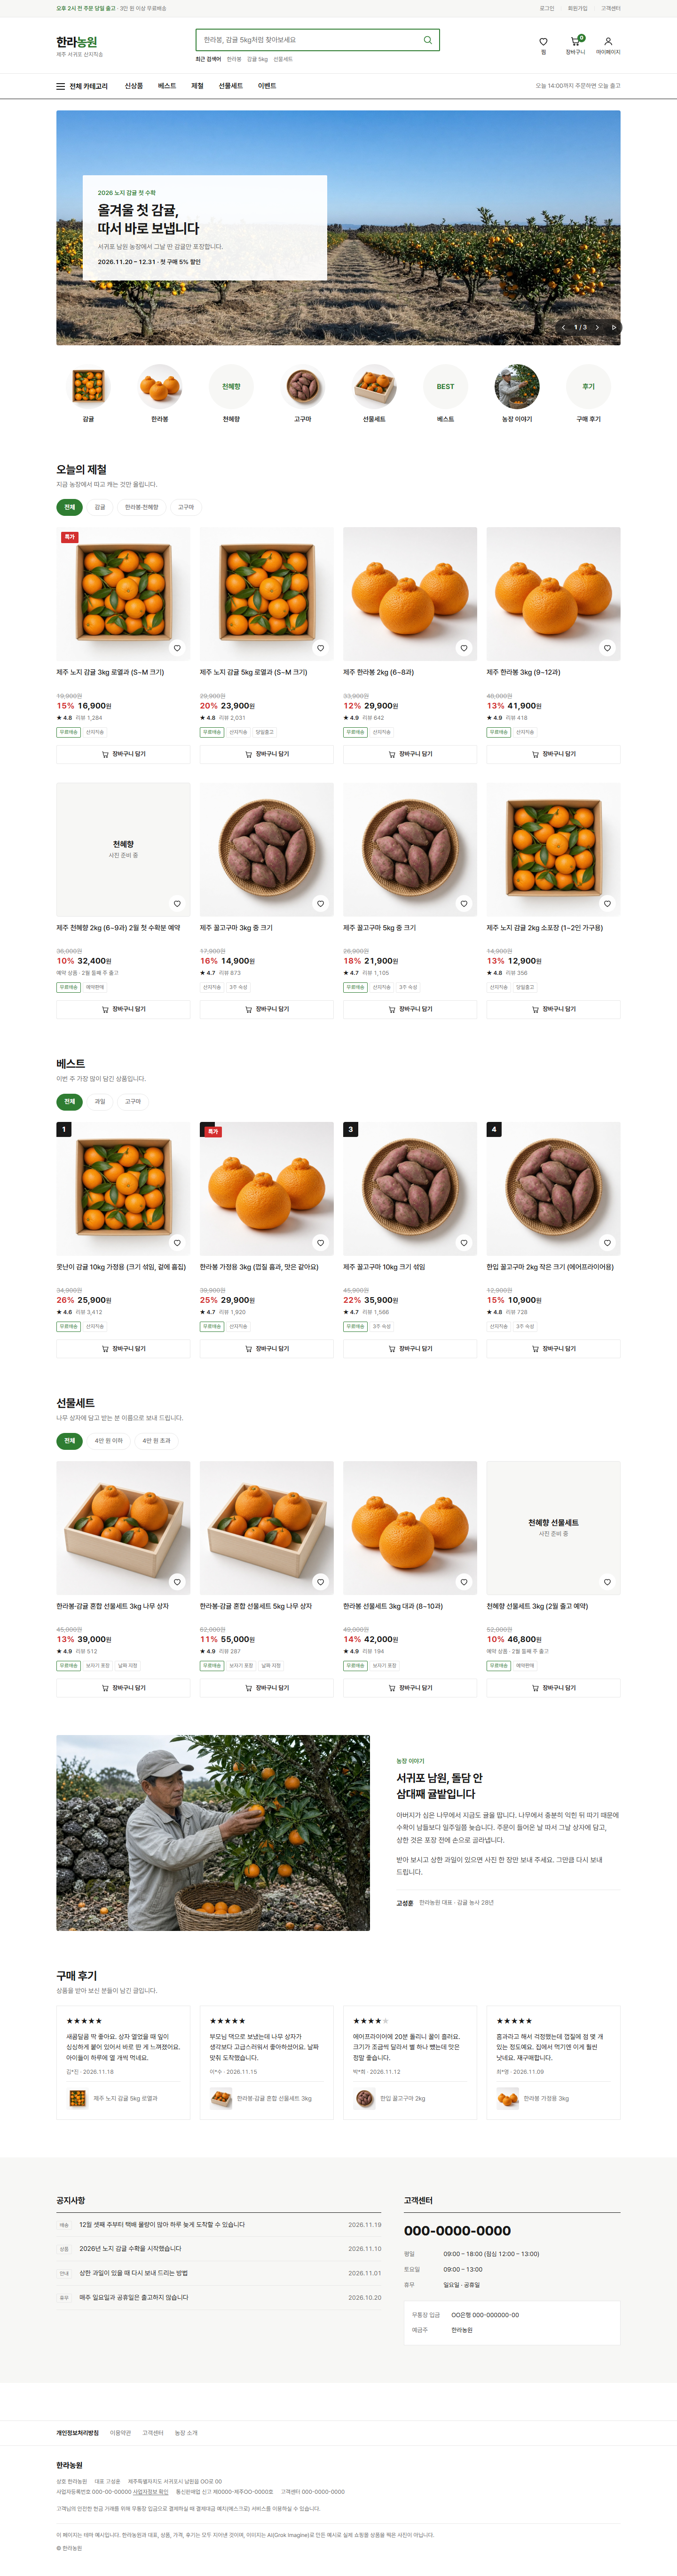 오후 2시 전 주문 당일 출고 · 3만 원 이상 무료배송
로그인 회원가입 고객센터
한라농원
제주 서귀포 산지직송
한라봉, 감귤 5kg처럼 찾아보세요
최근 검색어 한라봉 감귤 5kg 선물세트
찜
0
장바구니
마이페이지
전체 카테고리 신상품 베스트 제철 선물세트 이벤트
오늘 14:00까지 주문하면 오늘 출고
2026 노지 감귤 첫 수확
올겨울 첫 감귤,
따서 바로 보냅니다
서귀포 남원 농장에서 그날 딴 감귤만 포장합니다.
2026.11.20 – 12.31 · 첫 구매 5% 할인
1 / 3
천혜향
BEST
후기
감귤 한라봉 천혜향 고구마 선물세트 베스트 농장 이야기 구매 후기
오늘의 제철
지금 농장에서 따고 캐는 것만 올립니다.
전체 감귤 한라봉·천혜향 고구마
특가
제주 노지 감귤 3kg 로열과 (S~M 크기)
19,900원
15% 16,900원
★ 4.8 리뷰 1,284
무료배송 산지직송
장바구니 담기
제주 노지 감귤 5kg 로열과 (S~M 크기)
29,900원
20% 23,900원
★ 4.8 리뷰 2,031
무료배송 산지직송 당일출고
장바구니 담기
제주 한라봉 2kg (6~8과)
33,900원
12% 29,900원
★ 4.9 리뷰 642
무료배송 산지직송
장바구니 담기
제주 한라봉 3kg (9~12과)
48,000원
13% 41,900원
★ 4.9 리뷰 418
무료배송 산지직송
장바구니 담기
천혜향
사진 준비 중
제주 천혜향 2kg (6~9과) 2월 첫 수확분 예약
36,000원
10% 32,400원
예약 상품 · 2월 둘째 주 출고
무료배송 예약판매
장바구니 담기
제주 꿀고구마 3kg 중 크기
17,900원
16% 14,900원
★ 4.7 리뷰 873
산지직송 3주 숙성
장바구니 담기
제주 꿀고구마 5kg 중 크기
26,900원
18% 21,900원
★ 4.7 리뷰 1,105
무료배송 산지직송 3주 숙성
장바구니 담기
제주 노지 감귤 2kg 소포장 (1~2인 가구용)
14,900원
13% 12,900원
★ 4.8 리뷰 356
산지직송 당일출고
장바구니 담기
베스트
이번 주 가장 많이 담긴 상품입니다.
전체 과일 고구마
1
못난이 감귤 10kg 가정용 (크기 섞임, 겉에 흠집)
34,900원
26% 25,900원
★ 4.6 리뷰 3,412
무료배송 산지직송
장바구니 담기
특가
한라봉 가정용 3kg (껍질 흠과, 맛은 같아요)
39,900원
25% 29,900원
★ 4.7 리뷰 1,920
무료배송 산지직송
장바구니 담기
3
제주 꿀고구마 10kg 크기 섞임
45,900원
22% 35,900원
★ 4.7 리뷰 1,566
무료배송 3주 숙성
장바구니 담기
4
한입 꿀고구마 2kg 작은 크기 (에어프라이어용)
12,900원
15% 10,900원
★ 4.8 리뷰 728
산지직송 3주 숙성
장바구니 담기
선물세트
나무 상자에 담고 받는 분 이름으로 보내 드립니다.
전체 4만 원 이하 4만 원 초과
한라봉·감귤 혼합 선물세트 3kg 나무 상자
45,000원
13% 39,000원
★ 4.9 리뷰 512
무료배송 보자기 포장 날짜 지정
장바구니 담기
한라봉·감귤 혼합 선물세트 5kg 나무 상자
62,000원
11% 55,000원
★ 4.9 리뷰 287
무료배송 보자기 포장 날짜 지정
장바구니 담기
한라봉 선물세트 3kg 대과 (8~10과)
49,000원
14% 42,000원
★ 4.9 리뷰 194
무료배송 보자기 포장
장바구니 담기
천혜향 선물세트
사진 준비 중
천혜향 선물세트 3kg (2월 출고 예약)
52,000원
10% 46,800원
예약 상품 · 2월 둘째 주 출고
무료배송 예약판매
장바구니 담기
농장 이야기
서귀포 남원, 돌담 안
삼대째 귤밭입니다
아버지가 심은 나무에서 지금도 귤을 땁니다. 나무에서 충분히 익힌 뒤 따기 때문에
수확이 남들보다 일주일쯤 늦습니다. 주문이 들어온 날 따서 그날 상자에 담고,
상한 것은 포장 전에 손으로 골라냅니다.
받아 보시고 상한 과일이 있으면 사진 한 장만 보내 주세요. 그만큼 다시 보내
드립니다.
고성훈 한라농원 대표 · 감귤 농사 28년
구매 후기
상품을 받아 보신 분들이 남긴 글입니다.
★★★★★
새콤달콤 딱 좋아요. 상자 열었을 때 잎이
싱싱하게 붙어 있어서 바로 딴 게 느껴졌어요.
아이들이 하루에 열 개씩 먹네요.
김*진 · 2026.11.18
제주 노지 감귤 5kg 로열과
★★★★★
부모님 댁으로 보냈는데 나무 상자가
생각보다 고급스러워서 좋아하셨어요. 날짜
맞춰 도착했습니다.
이*수 · 2026.11.15
한라봉·감귤 혼합 선물세트 3kg
★★★★★
에어프라이어에 20분 돌리니 꿀이 흘러요.
크기가 조금씩 달라서 별 하나 뺐는데 맛은
정말 좋습니다.
박*희 · 2026.11.12
한입 꿀고구마 2kg
★★★★★
흠과라고 해서 걱정했는데 껍질에 점 몇 개
있는 정도예요. 집에서 먹기엔 이게 훨씬
낫네요. 재구매합니다.
최*영 · 2026.11.09
한라봉 가정용 3kg
공지사항
배송 12월 셋째 주부터 택배 물량이 많아 하루 늦게 도착할 수 있습니다 2026.11.19
상품 2026년 노지 감귤 수확을 시작했습니다 2026.11.10
안내 상한 과일이 있을 때 다시 보내 드리는 방법 2026.11.01
휴무 매주 일요일과 공휴일은 출고하지 않습니다 2026.10.20
고객센터
000-0000-0000
평일 09:00 – 18:00 (점심 12:00 – 13:00)
토요일 09:00 – 13:00
휴무 일요일 · 공휴일
무통장 입금 OO은행 000-000000-00
예금주 한라농원
개인정보처리방침 이용약관 고객센터 농장 소개
한라농원
상호 한라농원 대표 고성훈 제주특별자치도 서귀포시 남원읍 OO로 00
사업자등록번호 000-00-00000 사업자정보 확인 통신판매업 신고 제0000-제주OO-0000호 고객센터 000-0000-0000
고객님의 안전한 현금 거래를 위해 무통장 입금으로 결제하실 때 결제대금 예치(에스크로) 서비스를 이용하실 수 있습니다.
이 페이지는 테마 예시입니다. 한라농원과 대표, 상품, 가격, 후기는 모두 지어낸 것이며, 이미지는 AI(Grok Imagine)로 만든 예시로 실제 쇼핑몰 상품을 찍은 사진이 아닙니다.
© 한라농원